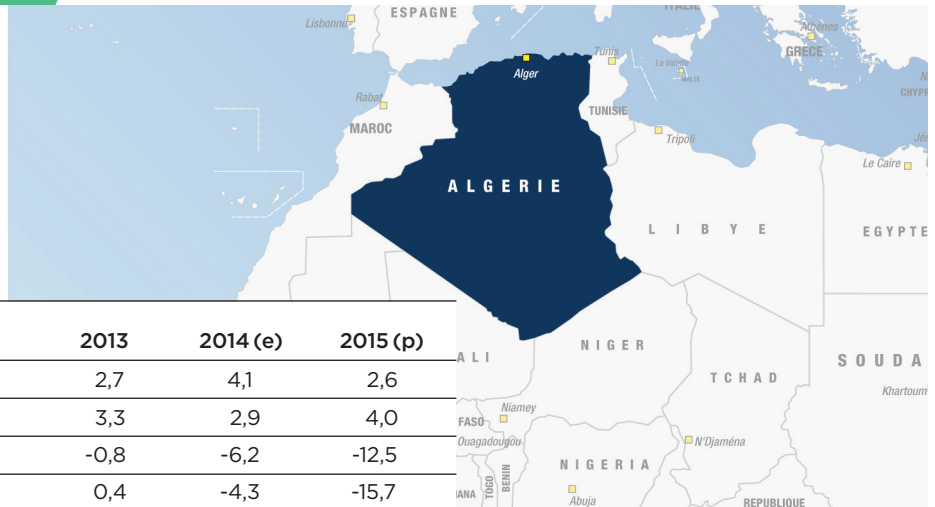 ITALIE
ESPAGNE
Lisbonne
Athènes
GRECE
Tunis
La Valette
MALTE
Alger
Rabat
TUNISIE
MAROC
Tripoli
Le Caire
ALGERIE
LIBYE
EGYPTE
2013 2014 (e) 2015 (p)
2,7 4,1 2,6
3,3 2,9 4,0
-0,8 -6,2 -12,5
0,4 -4,3 -15,7
ALI
NIGER
SOUDA
TCHAD
Khartoum
Niamey
FASO
Ouagadougou
N'Djaména
NIGERIA
BENIN
TOGO
ANA
Abuja
REPUBLIQUE